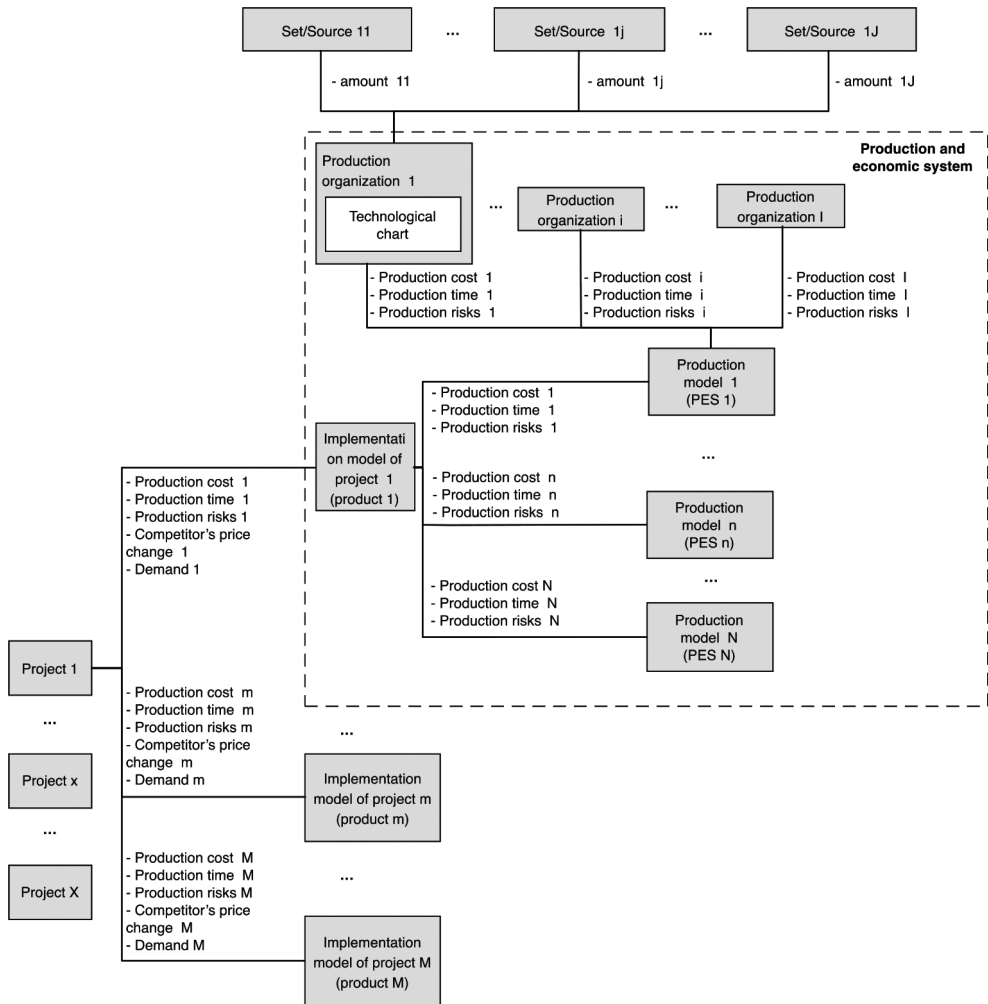 Set/Source 11
...
Set/Source 1j
...
Set/Source 1J
- amount 11
- amount 1j
- amount 1J
Production and
economic system
Production
organization 1
Technological
chart
...
Production
organization i
...
Production
organization I
- Production cost 1
- Production time 1
- Production risks 1
- Production cost i
- Production time i
- Production risks i
- Production cost I
- Production time I
- Production risks I
Production
model 1
(PES 1)
- Production cost 1
- Production time 1
- Production risks 1
Implementati
on model of
project 1
(product 1)
...
- Production cost n
- Production time n
- Production risks n
Production
model n
(PES n)
...
- Production cost N
- Production time N
- Production risks N
Production
model N
(PES N)
- Production cost 1
- Production time 1
- Production risks 1
- Competitor's price
change 1
- Demand 1
Project 1
...
Project x
...
Project X
- Production cost m
- Production time m
- Production risks m
- Competitor's price
change m
- Demand m
...
Implementation
model of project m
(product m)
...
- Production cost M
- Production time M
- Production risks M
- Competitor's price
change M
- Demand M
Implementation
model of project M
(product M)